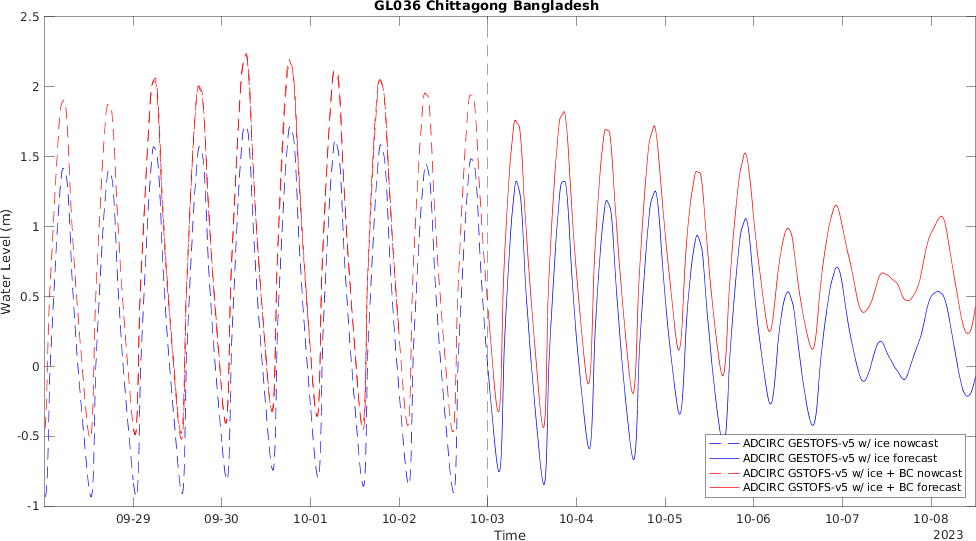 GL036 Chittagong Bangladesh
2.5
2
1.5
1
0.5
0
-0.5
-1
Water Level (m)
ADCIRC GESTOFS-v5 w/ ice nowcast
ADCIRC GESTOFS-v5 w/ ice forecast
ADCIRC GSTOFS-v5 w/ ice + BC nowcast
ADCIRC GSTOFS-v5 w/ ice + BC forecast
09-29 09-30 10-01 10-02 10-03 10-04 10-05 10-06 10-07 10-08
Time
2023